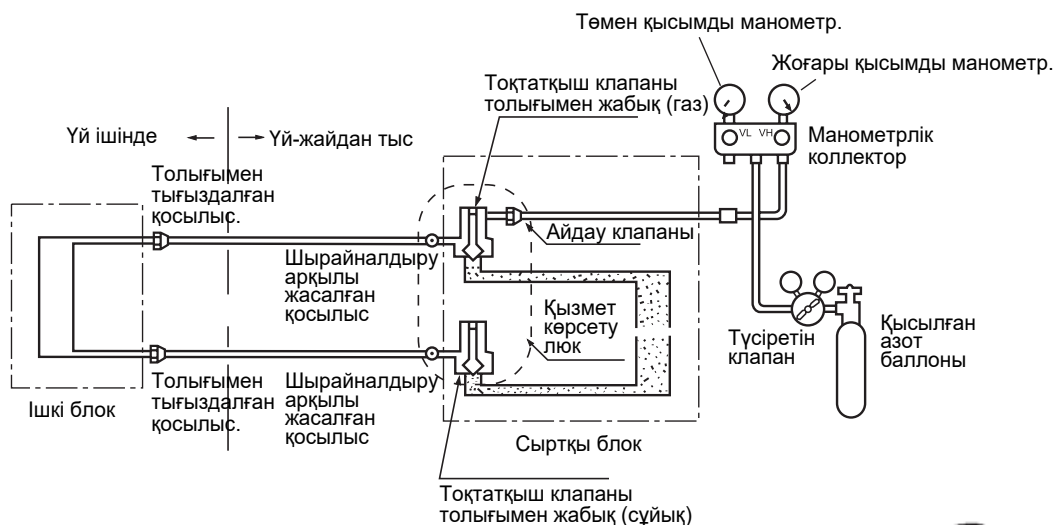 Төмен қысымды манометр.
Жоғары қысымды манометр.
Тоқтатқыш клапаны
толығымен жабық (газ)
VL VH
Манометрлік
коллектор
Үй ішінде
Үй-жайдан тыс
Толығымен
тығыздалған
қосылыс.
Айдау клапаны
Шырайналдыру
арқылы
жасалған
қосылыс
Қызмет
көрсету
люк
Түсіретін
клапан
Қысылған
азот
баллоны
Ішкі блок
Толығымен
тығыздалған
қосылыс.
Шырайналдыру
арқылы
жасалған
қосылыс
Сыртқы блок
Тоқтатқыш клапаны
толығымен жабық (сұйық)